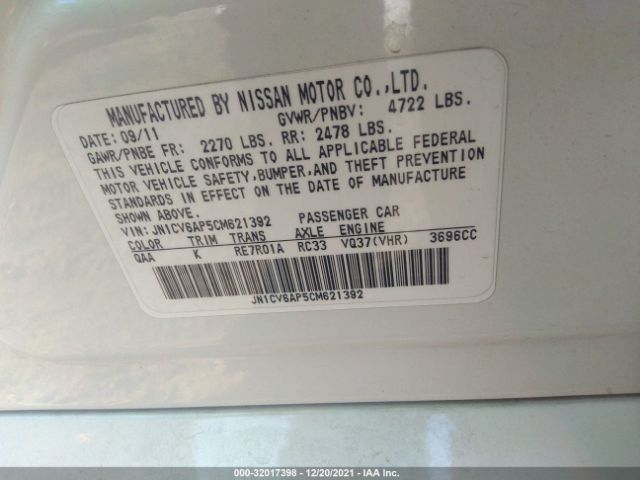 MANUFACTURED BY NISSAN MOTOR CO.,LTD.
DATE: 09/11 GVWR/PNBV: 4722 LBS.
GAWR/PNBE FR: 2270 LBS. RR: 2478 LBS.
THIS VEHICLE CONFORMS TO ALL APPLICABLE FEDERAL
MOTOR VEHICLE SAFETY,BUMPER,AND THEFT PREVENTION
STANDARDS IN EFFECT ON THE DATE OF MANUFACTURE
SHOWN ABOVE.
VIN: JN1CV6AP5CM621392 PASSENGER CAR
COLOR TRIM TRANS AXLE ENGINE
QAA K RE7R01A RC33 VQ37(VHR) 3696CC
JN1CV6AP5CM621392
000-32017398 - 12/20/2021 - IAA Inc.